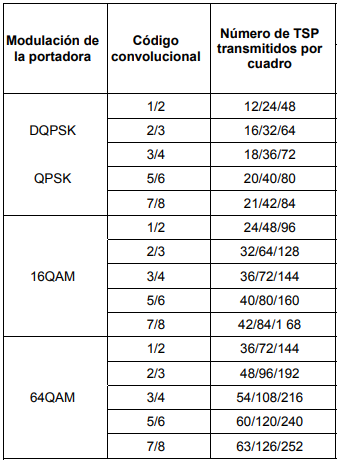 Modulación de la portadora | Código convolucional | Número de TSP transmitidos por cuadro
DQPSK QPSK | 1/2 | 12/24/48
2/3 | 16/32/64
3/4 | 18/36/72
5/6 | 20/40/80
7/8 | 21/42/84
16QAM | 1/2 | 24/48/96
2/3 | 32/64/128
3/4 | 36/72/144
5/6 | 40/80/160
7/8 | 42/84/1 68
64QAM | 1/2 | 36/72/144
2/3 | 48/96/192
3/4 | 54/108/216
5/6 | 60/120/240
7/8 | 63/126/252